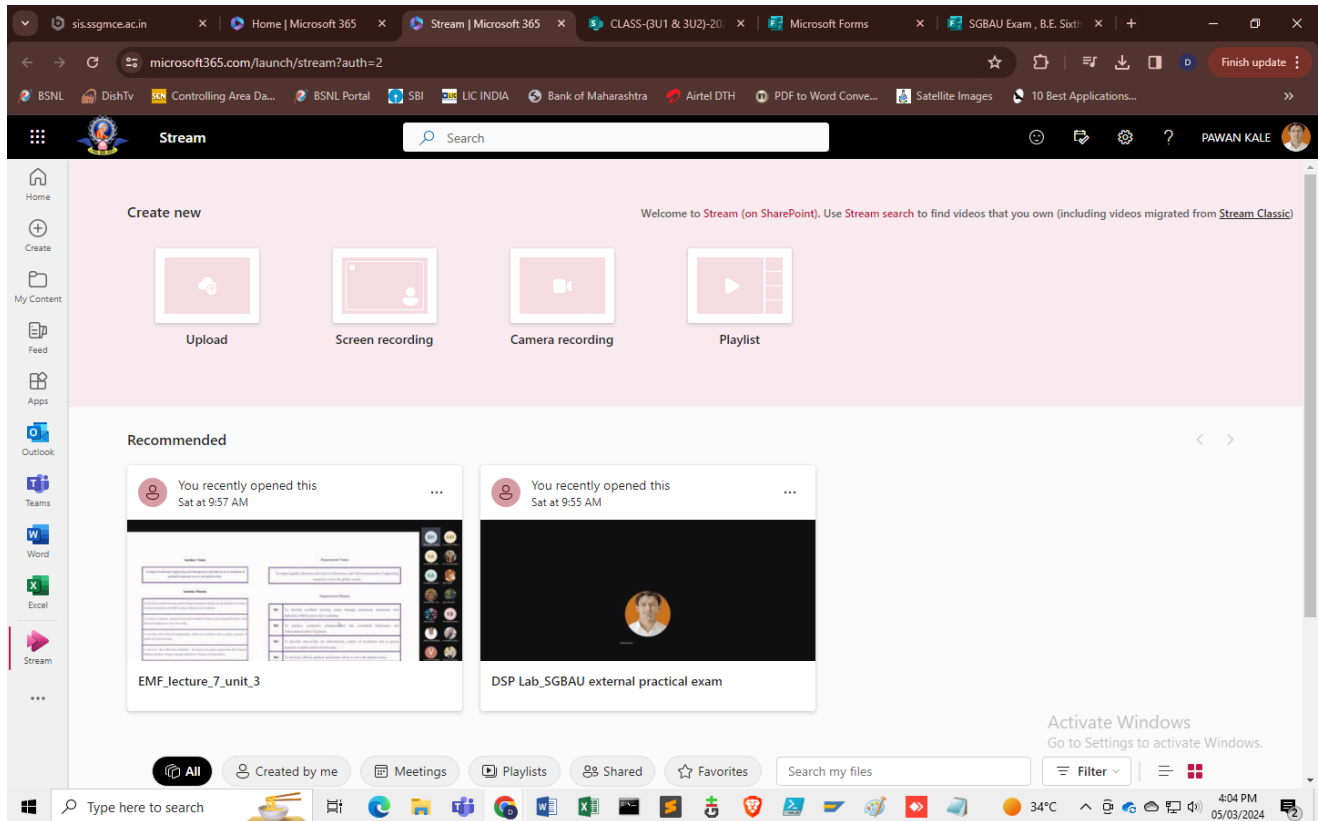 sis.ssgmce.ac.in
Home | Microsoft 365
Stream | Microsoft 365
CLASS-(3U1 & 3U2)-20
Microsoft Forms
SGBAU Exam , B.E. Sixth
microsoft365.com/launch/stream?auth=2
D
Finish update
BSNL
DishTv
SCN
Controlling Area Da...
BSNL Portal
SBI
LIC INDIA
Bank of Maharashtra
Airtel DTH
PDF to Word Conve...
Satellite Images
10 Best Applications...
Stream
Search
PAWAN KALE
Home
Create
My Content
Feed
Apps
Outlook
Teams
Word
Excel
Stream
Create new
Welcome to Stream (on SharePoint). Use Stream search to find videos that you own (including videos migrated from Stream Classic)
Upload
Screen recording
Camera recording
Playlist
Recommended
You recently opened this
Sat at 9:57 AM
EMF_lecture_7_unit_3
You recently opened this
Sat at 9:55 AM
DSP Lab_SGBAU external practical exam
Activate Windows
Go to Settings to activate Windows.
All
Created by me
Meetings
Playlists
Shared
Favorites
Search my files
Filter
Type here to search
34°C
4:04 PM
05/03/2024
2